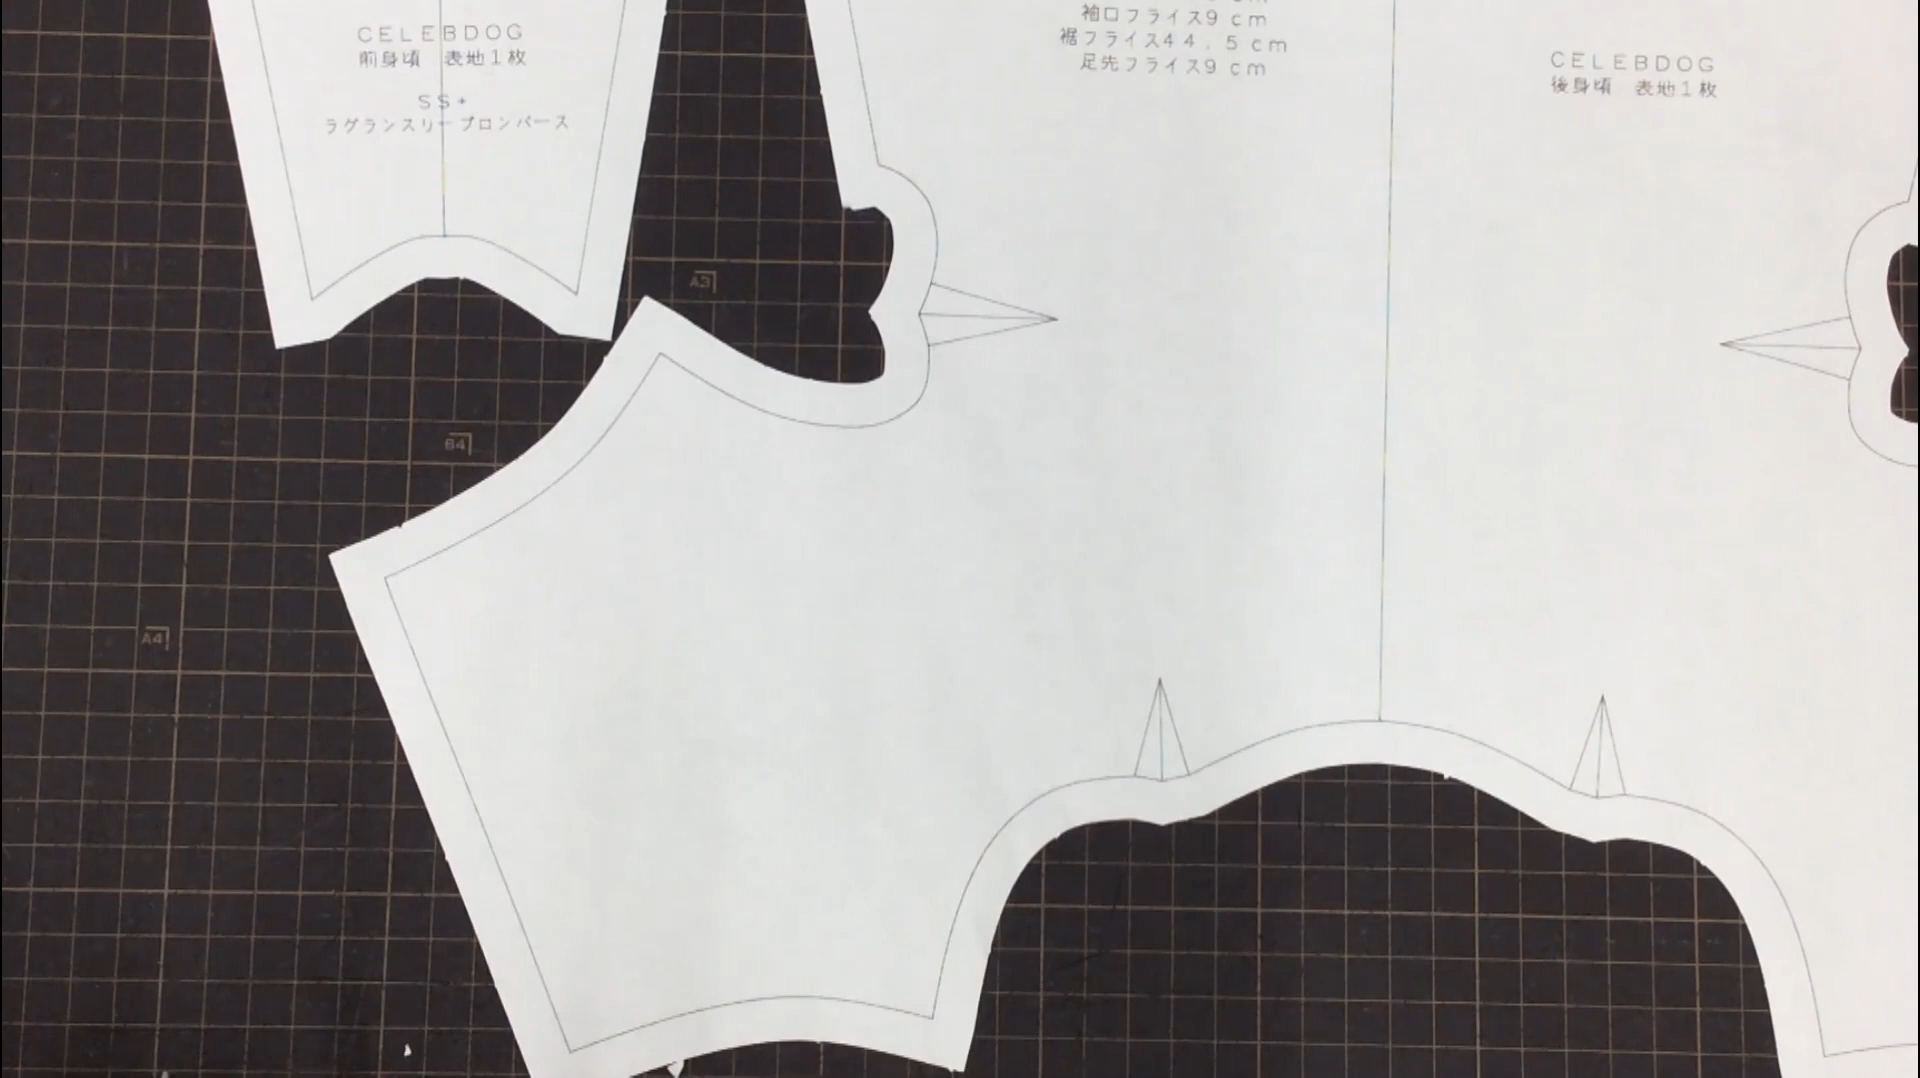 CELEBDOG
前身頃 表地1枚
SS+
ラグランスリーブロンパース
袖口フライス9cm
裾フライス44.5cm
足先フライス9cm
CELEBDOG
後身頃 表地1枚
A3
B4
A4